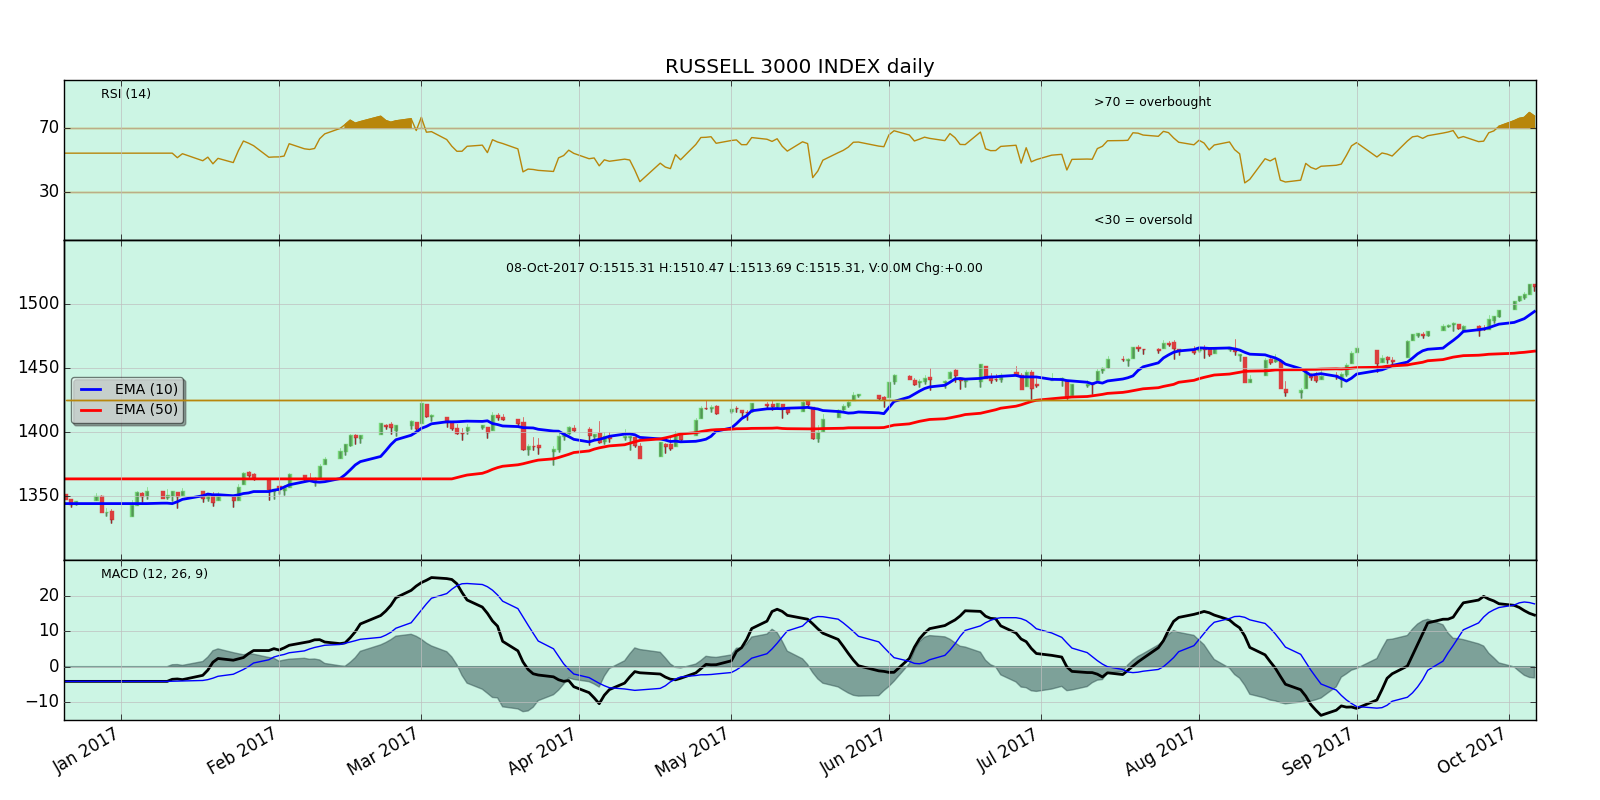 RUSSELL 3000 INDEX daily
RSI (14)
>70 = overbought
70
30
<30 = oversold
08-Oct-2017 O:1515.31 H:1510.47 L:1513.69 C:1515.31, V:0.0M Chg:+0.00
1500
1450
EMA (10)
EMA (50)
1400
1350
MACD (12, 26, 9)
20
10
0
−10
Jan 2017 Feb 2017 Mar 2017 Apr 2017 May 2017 Jun 2017 Jul 2017 Aug 2017 Sep 2017 Oct 2017